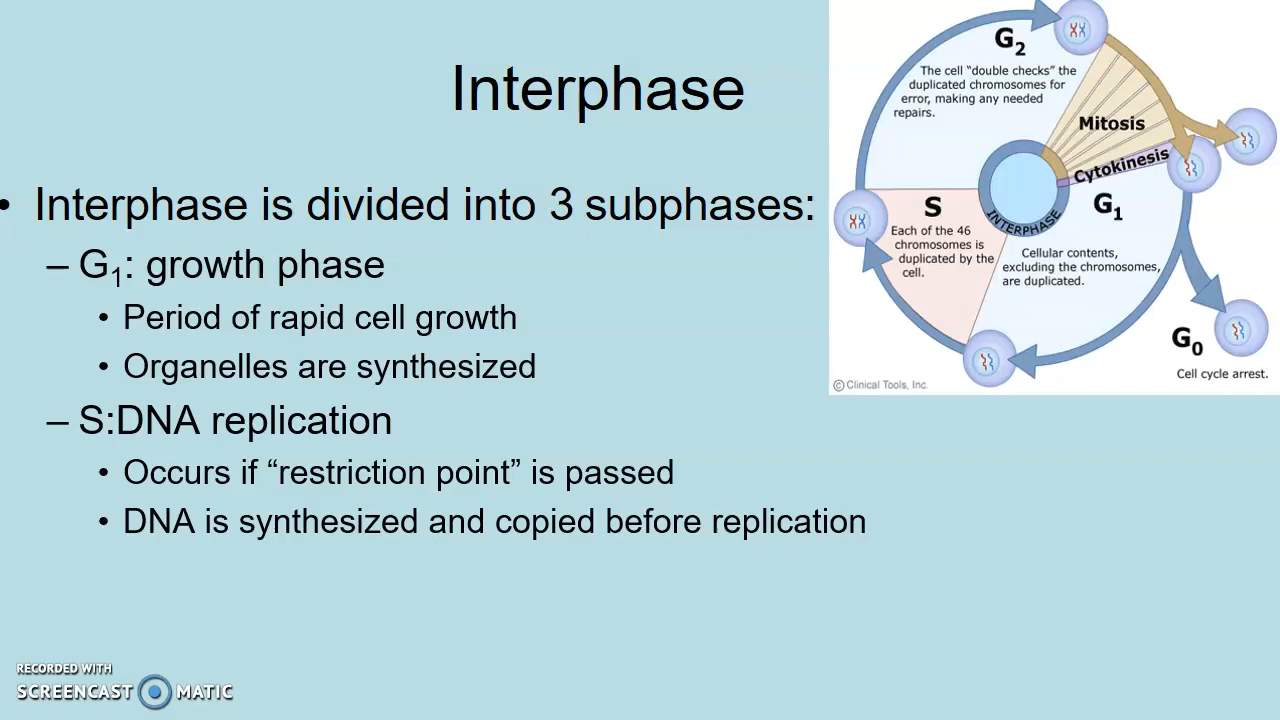 Interphase
• Interphase is divided into 3 subphases:
– G₁: growth phase
• Period of rapid cell growth
• Organelles are synthesized
– S:DNA replication
• Occurs if “restriction point” is passed
• DNA is synthesized and copied before replication
G₂
The cell “double checks” the
duplicated chromosomes for
error, making any needed
repairs.
Mitosis
Cytokinesis
INTERPHASE
S
Each of the 46
chromosomes is
duplicated by the
cell.
G₁
Cellular contents,
excluding the chromosomes,
are duplicated.
G₀
Cell cycle arrest.
© Clinical Tools, Inc.
RECORDED WITH
SCREENCAST MATIC